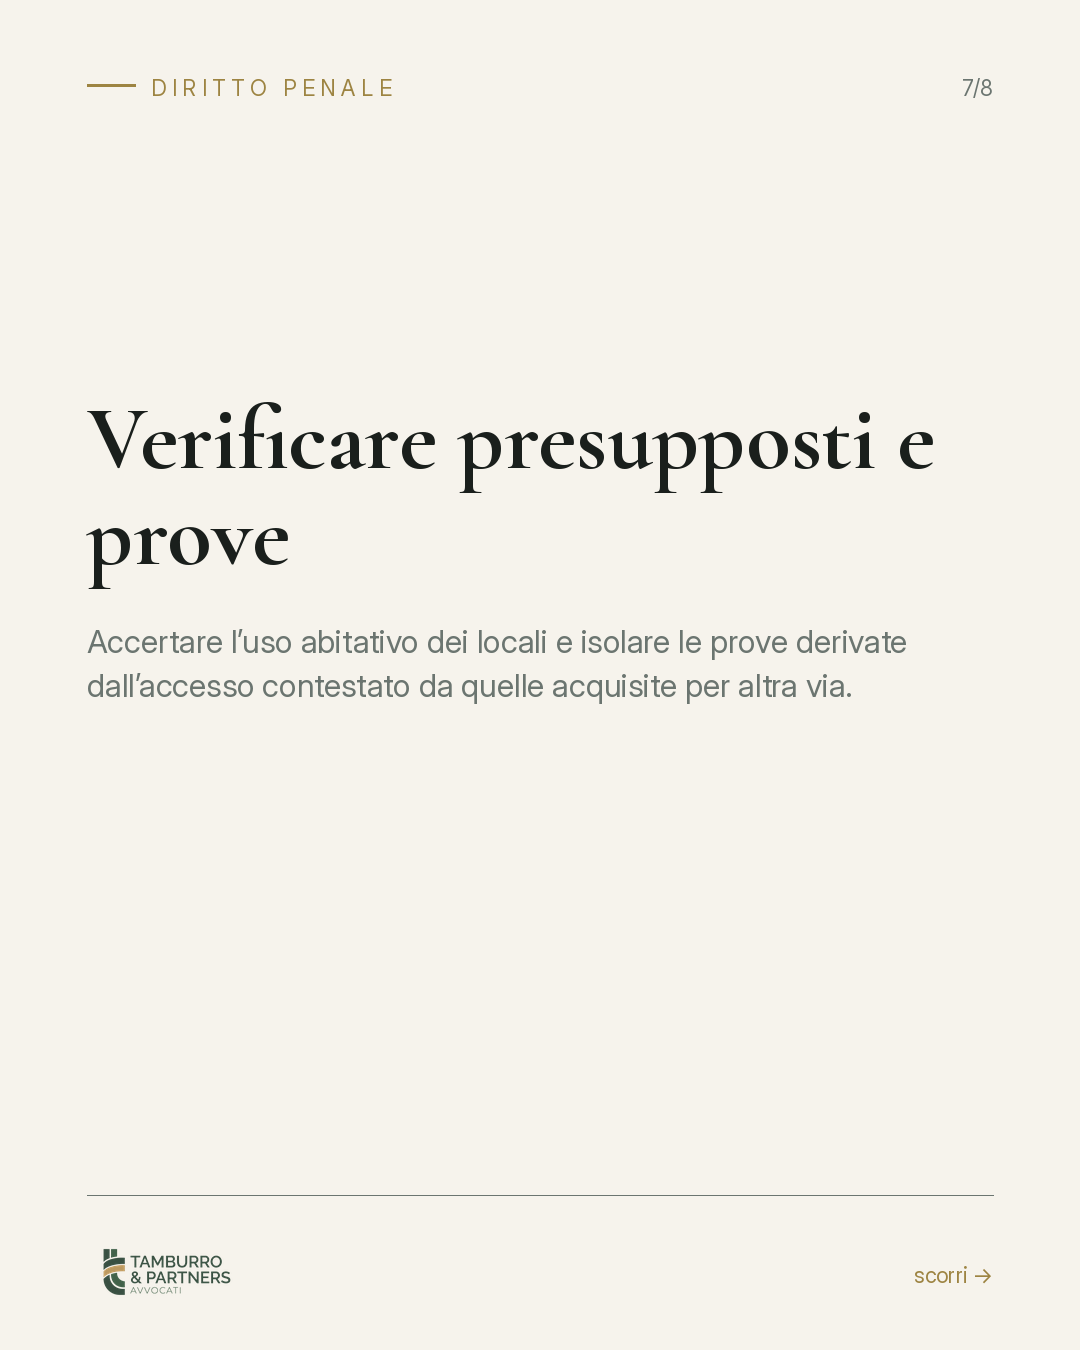 DIRITTO PENALE
7/8
Verificare presupposti e
prove
Accertare l’uso abitativo dei locali e isolare le prove derivate
dall’accesso contestato da quelle acquisite per altra via.
TAMBURRO
& PARTNERS
AVVOCATI
scorri →